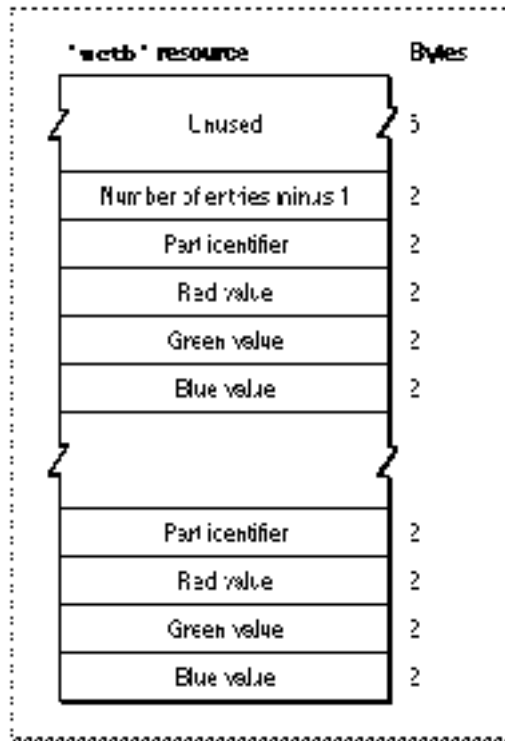 'wctb' resource Bytes
Unused 6
Number of entries minus 1 2
Part identifier 2
Red value 2
Green value 2
Blue value 2
Part identifier 2
Red value 2
Green value 2
Blue value 2